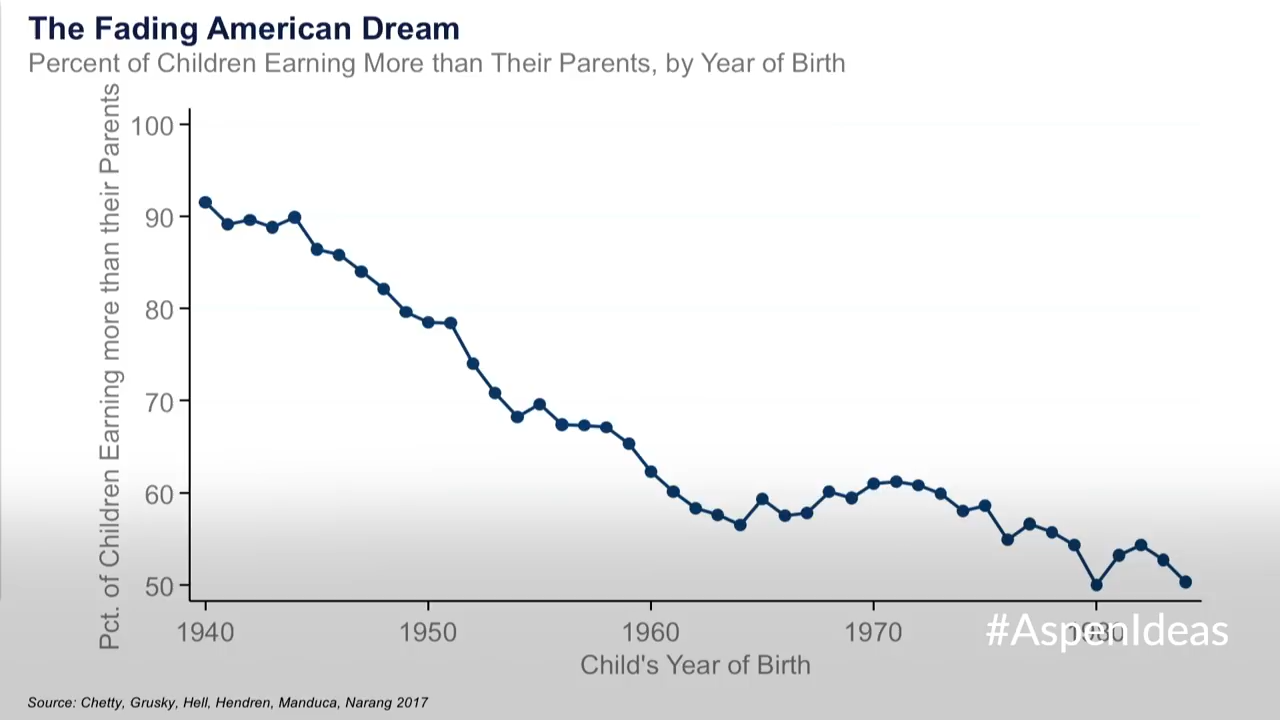 The Fading American Dream
Percent of Children Earning More than Their Parents, by Year of Birth
Pct. of Children Earning more than their Parents
100
90
80
70
60
50
1940
1950
1960
1970
1980
#AspenIdeas
Child's Year of Birth
Source: Chetty, Grusky, Hell, Hendren, Manduca, Narang 2017